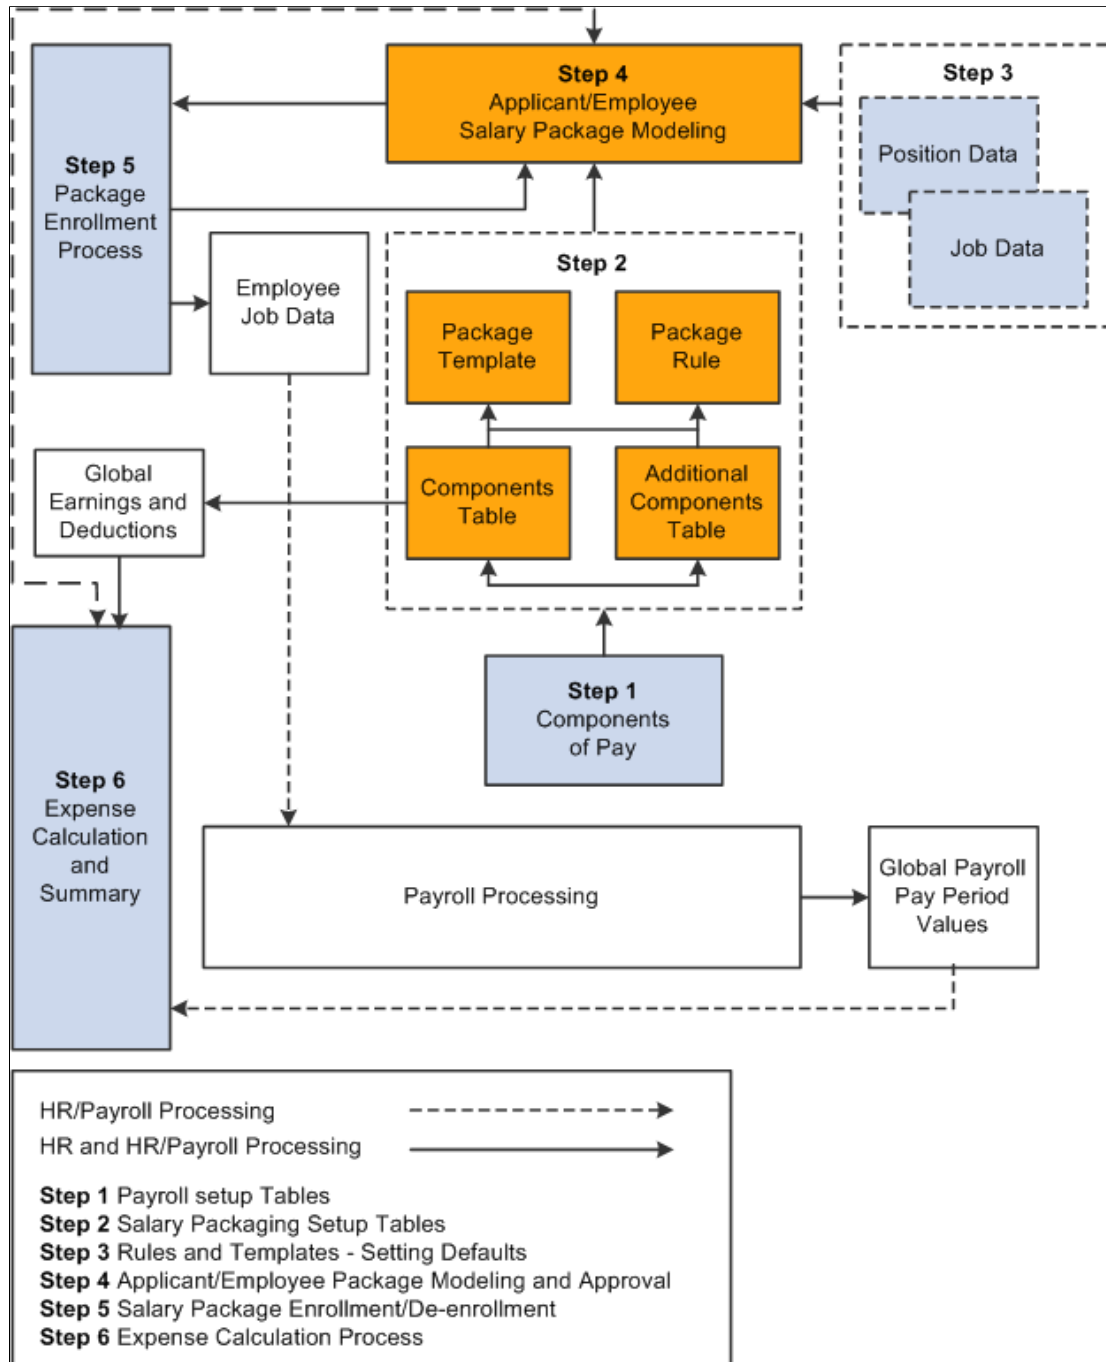 Step 4
Applicant/Employee
Salary Package Modeling
Step 3
Position Data
Job Data
Step 5
Package
Enrollment
Process
Employee
Job Data
Step 2
Package
Template
Package
Rule
Components
Table
Additional
Components
Table
Global
Earnings and
Deductions
Step 1
Components
of Pay
Step 6
Expense
Calculation
and
Summary
Payroll Processing
Global Payroll
Pay Period
Values
HR/Payroll Processing
HR and HR/Payroll Processing
Step 1 Payroll setup Tables
Step 2 Salary Packaging Setup Tables
Step 3 Rules and Templates - Setting Defaults
Step 4 Applicant/Employee Package Modeling and Approval
Step 5 Salary Package Enrollment/De-enrollment
Step 6 Expense Calculation Process